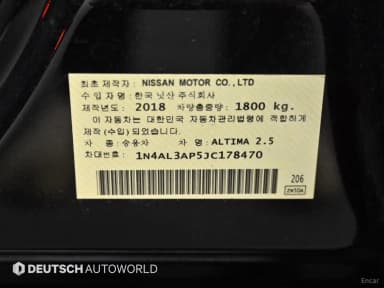 최초 제작자 : NISSAN MOTOR CO.,LTD
수 입 자 명 : 한국 닛산 주식회사
제작년도 : 2018 차량총중량 : 1800 kg.
이 자동차는 대한민국 자동차관리법령에 적합하게
제작 (수입) 되었습니다.
차 종 : 승용차 차 명: ALTIMA 2.5
차대번호 : 1N4AL3AP5JC178470
206
DEUTSCH AUTOWORLD
Encar